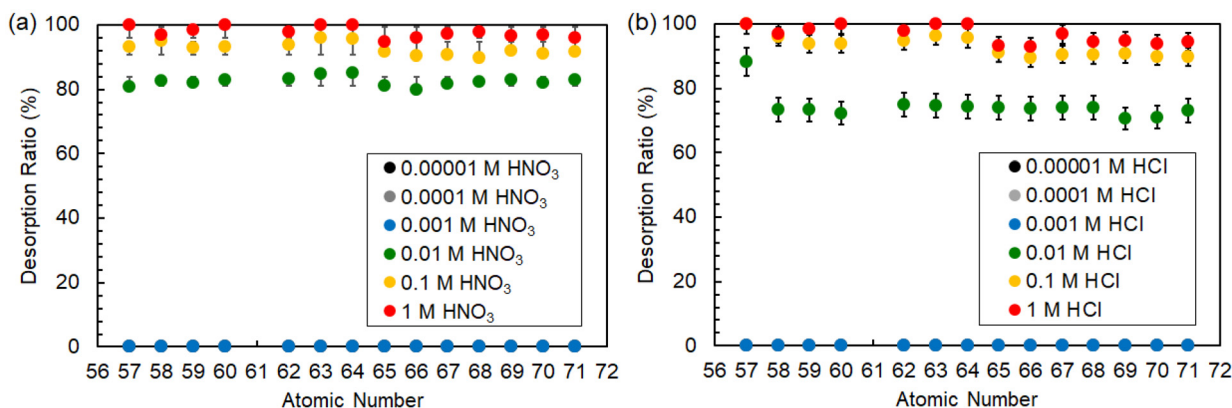 (a)
100
80
60
40
20
0
Desorption Ratio (%)
0.00001 M HNO₃
0.0001 M HNO₃
0.001 M HNO₃
0.01 M HNO₃
0.1 M HNO₃
1 M HNO₃
56 57 58 59 60 61 62 63 64 65 66 67 68 69 70 71 72
Atomic Number
(b)
100
80
60
40
20
0
Desorption Ratio (%)
0.00001 M HCl
0.0001 M HCl
0.001 M HCl
0.01 M HCl
0.1 M HCl
1 M HCl
56 57 58 59 60 61 62 63 64 65 66 67 68 69 70 71 72
Atomic Number